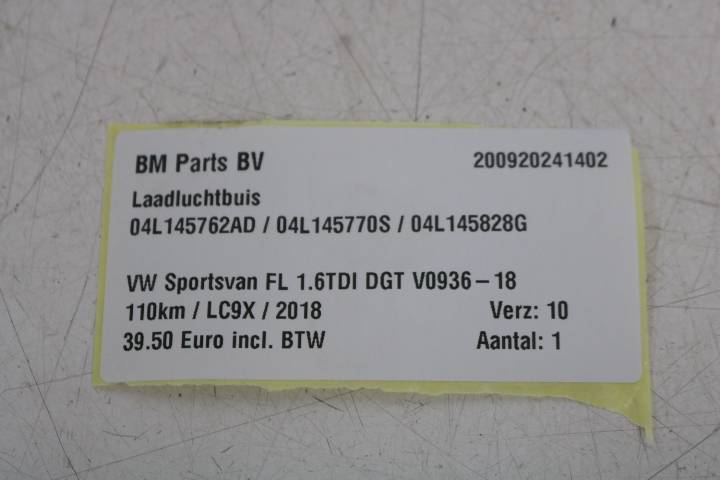 BM Parts BV 200920241402
Laadluchtbuis
04L145762AD / 04L145770S / 04L145828G
VW Sportsvan FL 1.6TDI DGT V0936-18
110km / LC9X / 2018 Verz: 10
39.50 Euro incl. BTW Aantal: 1